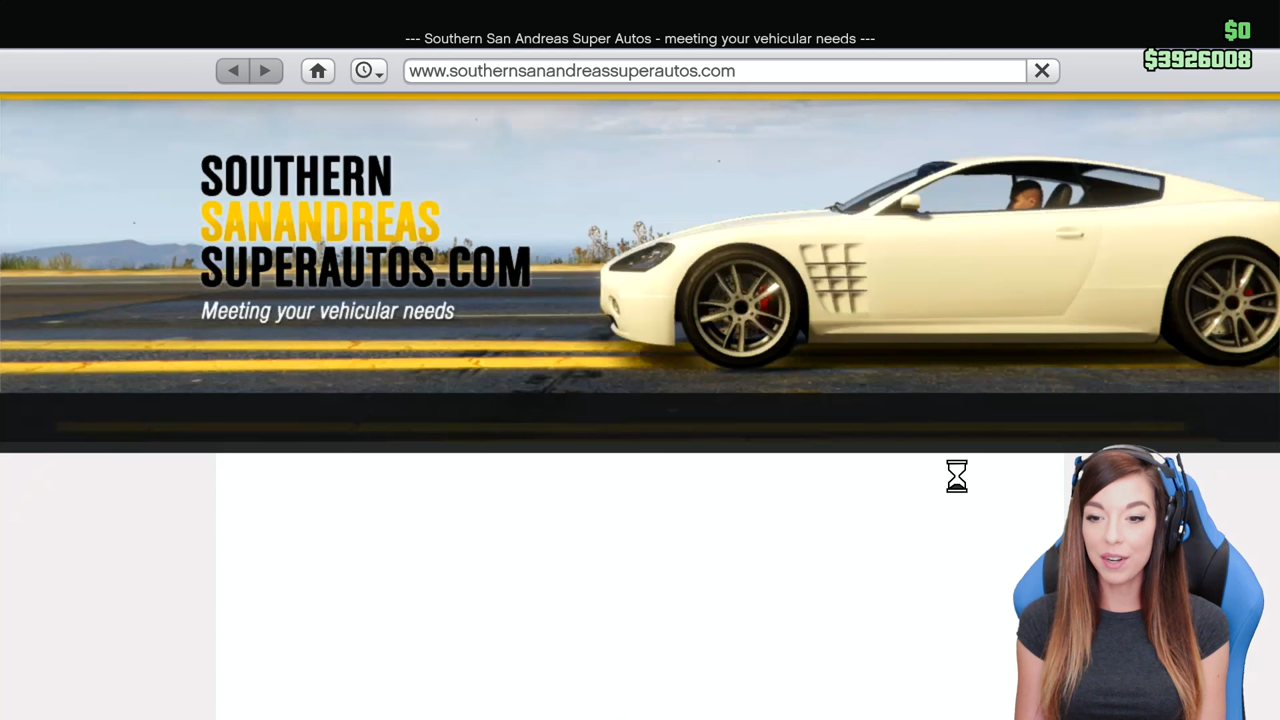 --- Southern San Andreas Super Autos - meeting your vehicular needs ---
$0
$3926008
www.southernsanandreassuperautos.com
SOUTHERN
SANANDREAS
SUPERAUTOS.COM
Meeting your vehicular needs